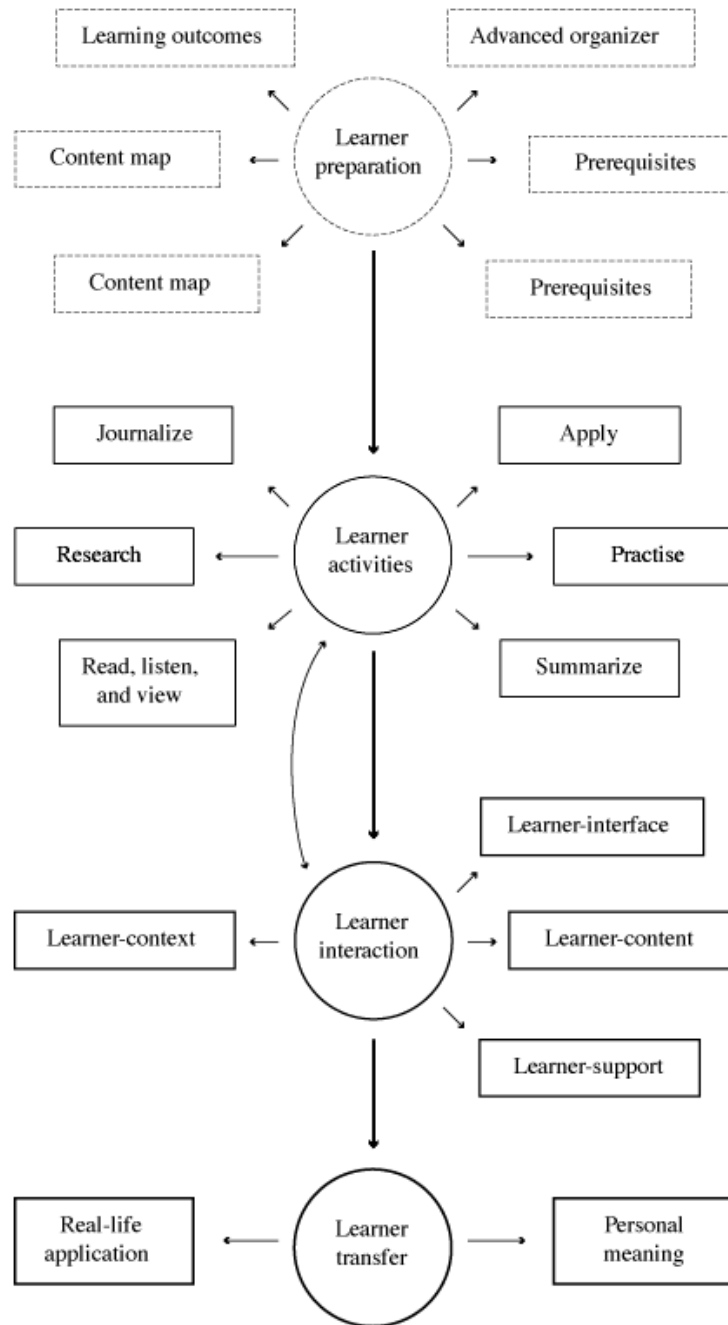 Learning outcomes
Advanced organizer
Learner
preparation
Content map
Prerequisites
Content map
Prerequisites
Journalize
Apply
Learner
activities
Research
Practise
Read, listen,
and view
Summarize
Learner-interface
Learner
interaction
Learner-context
Learner-content
Learner-support
Real-life
application
Learner
transfer
Personal
meaning